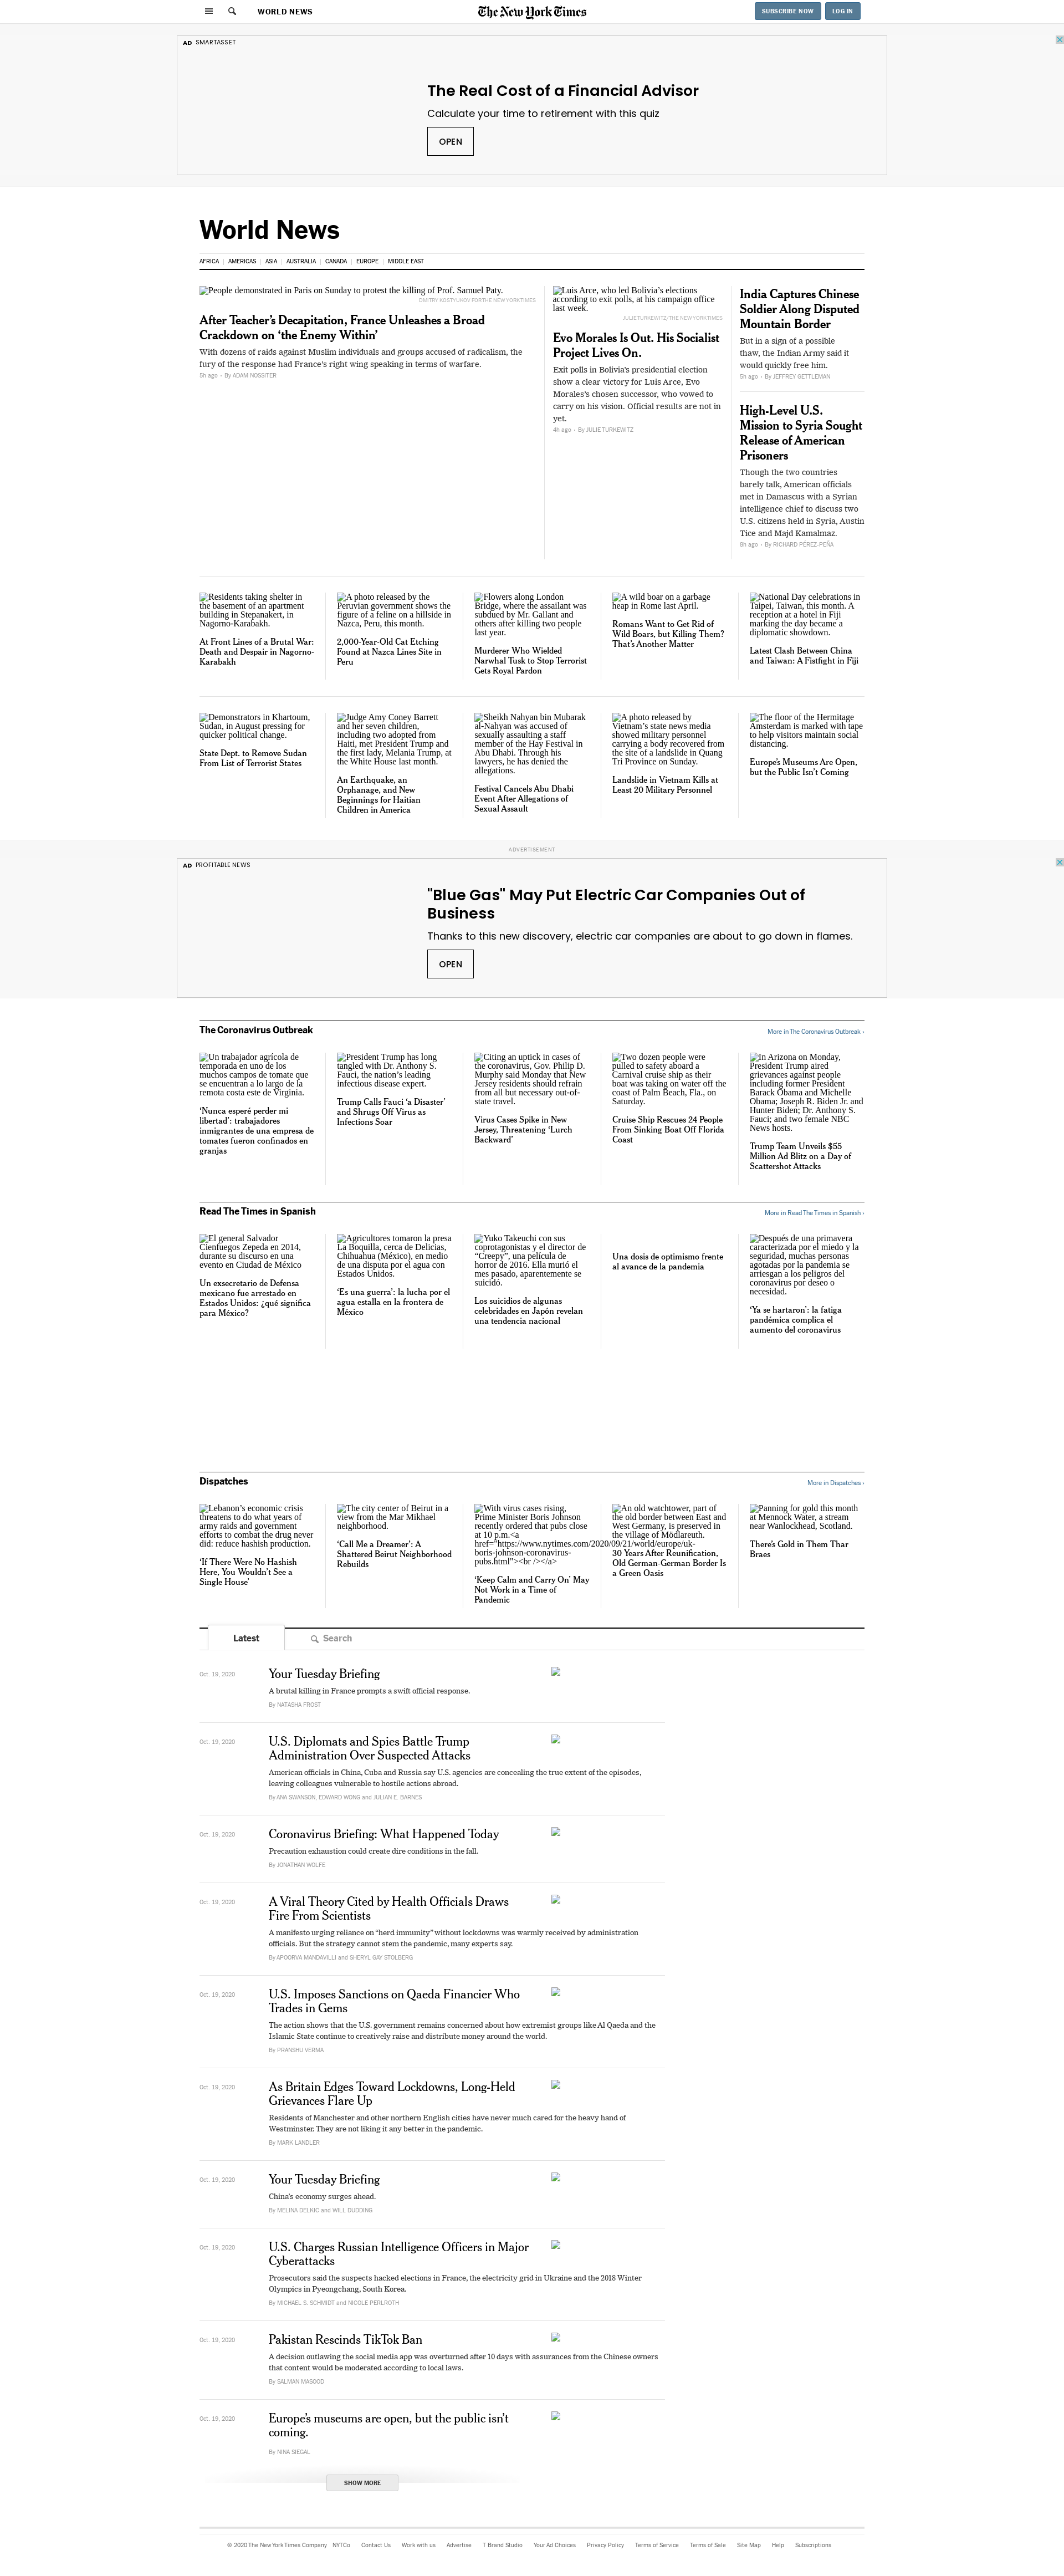 WORLD NEWS
The New York Times
SUBSCRIBE NOW
LOG IN
AD SMARTASSET
The Real Cost of a Financial Advisor
Calculate your time to retirement with this quiz
OPEN
World News
AFRICA
AMERICAS
ASIA
AUSTRALIA
CANADA
EUROPE
MIDDLE EAST
People demonstrated in Paris on Sunday to protest the killing of Prof. Samuel Paty.
DMITRY KOSTYUKOV FOR THE NEW YORK TIMES
After Teacher’s Decapitation, France Unleashes a Broad
Crackdown on ‘the Enemy Within’
With dozens of raids against Muslim individuals and groups accused of radicalism, the
fury of the response had France’s right wing speaking in terms of warfare.
5h ago • By ADAM NOSSITER
Luis Arce, who led Bolivia’s elections
according to exit polls, at his campaign office
last week.
JULIE TURKEWITZ/THE NEW YORK TIMES
Evo Morales Is Out. His Socialist
Project Lives On.
Exit polls in Bolivia’s presidential election
show a clear victory for Luis Arce, Evo
Morales’s chosen successor, who vowed to
carry on his vision. Official results are not in
yet.
4h ago • By JULIE TURKEWITZ
India Captures Chinese
Soldier Along Disputed
Mountain Border
But in a sign of a possible
thaw, the Indian Army said it
would quickly free him.
5h ago • By JEFFREY GETTLEMAN
High-Level U.S.
Mission to Syria Sought
Release of American
Prisoners
Though the two countries
barely talk, American officials
met in Damascus with a Syrian
intelligence chief to discuss two
U.S. citizens held in Syria, Austin
Tice and Majd Kamalmaz.
8h ago • By RICHARD PÉREZ-PEÑA
Residents taking shelter in
the basement of an apartment
building in Stepanakert, in
Nagorno-Karabakh.
At Front Lines of a Brutal War:
Death and Despair in Nagorno-
Karabakh
A photo released by the
Peruvian government shows the
figure of a feline on a hillside in
Nazca, Peru, this month.
2,000-Year-Old Cat Etching
Found at Nazca Lines Site in
Peru
Flowers along London
Bridge, where the assailant was
subdued by Mr. Gallant and
others after killing two people
last year.
Murderer Who Wielded
Narwhal Tusk to Stop Terrorist
Gets Royal Pardon
A wild boar on a garbage
heap in Rome last April.
Romans Want to Get Rid of
Wild Boars, but Killing Them?
That’s Another Matter
National Day celebrations in
Taipei, Taiwan, this month. A
reception at a hotel in Fiji
marking the day became a
diplomatic showdown.
Latest Clash Between China
and Taiwan: A Fistfight in Fiji
Demonstrators in Khartoum,
Sudan, in August pressing for
quicker political change.
State Dept. to Remove Sudan
From List of Terrorist States
Judge Amy Coney Barrett
and her seven children,
including two adopted from
Haiti, met President Trump and
the first lady, Melania Trump, at
the White House last month.
An Earthquake, an
Orphanage, and New
Beginnings for Haitian
Children in America
Sheikh Nahyan bin Mubarak
al-Nahyan was accused of
sexually assaulting a staff
member of the Hay Festival in
Abu Dhabi. Through his
lawyers, he has denied the
allegations.
Festival Cancels Abu Dhabi
Event After Allegations of
Sexual Assault
A photo released by
Vietnam’s state news media
showed military personnel
carrying a body recovered from
the site of a landslide in Quang
Tri Province on Sunday.
Landslide in Vietnam Kills at
Least 20 Military Personnel
The floor of the Hermitage
Amsterdam is marked with tape
to help visitors maintain social
distancing.
Europe’s Museums Are Open,
but the Public Isn’t Coming
ADVERTISEMENT
AD PROFITABLE NEWS
"Blue Gas" May Put Electric Car Companies Out of
Business
Thanks to this new discovery, electric car companies are about to go down in flames.
OPEN
The Coronavirus Outbreak
More in The Coronavirus Outbreak ›
Un trabajador agrícola de
temporada en uno de los
muchos campos de tomate que
se encuentran a lo largo de la
remota costa este de Virginia.
‘Nunca esperé perder mi
libertad’: trabajadores
inmigrantes de una empresa de
tomates fueron confinados en
granjas
President Trump has long
tangled with Dr. Anthony S.
Fauci, the nation’s leading
infectious disease expert.
Trump Calls Fauci ‘a Disaster’
and Shrugs Off Virus as
Infections Soar
Citing an uptick in cases of
the coronavirus, Gov. Philip D.
Murphy said Monday that New
Jersey residents should refrain
from all but necessary out-of-
state travel.
Virus Cases Spike in New
Jersey, Threatening ‘Lurch
Backward’
Two dozen people were
pulled to safety aboard a
Carnival cruise ship as their
boat was taking on water off the
coast of Palm Beach, Fla., on
Saturday.
Cruise Ship Rescues 24 People
From Sinking Boat Off Florida
Coast
In Arizona on Monday,
President Trump aired
grievances against people
including former President
Barack Obama and Michelle
Obama; Joseph R. Biden Jr. and
Hunter Biden; Dr. Anthony S.
Fauci; and two female NBC
News hosts.
Trump Team Unveils $55
Million Ad Blitz on a Day of
Scattershot Attacks
Read The Times in Spanish
More in Read The Times in Spanish ›
El general Salvador
Cienfuegos Zepeda en 2014,
durante su discurso en una
evento en Ciudad de México
Un exsecretario de Defensa
mexicano fue arrestado en
Estados Unidos: ¿qué significa
para México?
Agricultores tomaron la presa
La Boquilla, cerca de Delicias,
Chihuahua (México), en medio
de una disputa por el agua con
Estados Unidos.
‘Es una guerra’: la lucha por el
agua estalla en la frontera de
México
Yuko Takeuchi con sus
coprotagonistas y el director de
“Creepy”, una película de
horror de 2016. Ella murió el
mes pasado, aparentemente se
suicidó.
Los suicidios de algunas
celebridades en Japón revelan
una tendencia nacional
Una dosis de optimismo frente
al avance de la pandemia
Después de una primavera
caracterizada por el miedo y la
seguridad, muchas personas
agotadas por la pandemia se
arriesgan a los peligros del
coronavirus por deseo o
necesidad.
‘Ya se hartaron’: la fatiga
pandémica complica el
aumento del coronavirus
Dispatches
More in Dispatches ›
Lebanon’s economic crisis
threatens to do what years of
army raids and government
efforts to combat the drug never
did: reduce hashish production.
‘If There Were No Hashish
Here, You Wouldn’t See a
Single House’
The city center of Beirut in a
view from the Mar Mikhael
neighborhood.
‘Call Me a Dreamer’: A
Shattered Beirut Neighborhood
Rebuilds
With virus cases rising,
Prime Minister Boris Johnson
recently ordered that pubs close
at 10 p.m.<a
href="https://www.nytimes.com/2020/09/21/world/europe/uk-
boris-johnson-coronavirus-
pubs.html"><br /></a>
‘Keep Calm and Carry On’ May
Not Work in a Time of
Pandemic
An old watchtower, part of
the old border between East and
West Germany, is preserved in
the village of Mödlareuth.
30 Years After Reunification,
Old German-German Border Is
a Green Oasis
Panning for gold this month
at Mennock Water, a stream
near Wanlockhead, Scotland.
There’s Gold in Them Thar
Braes
Latest
Search
Oct. 19, 2020
Your Tuesday Briefing
A brutal killing in France prompts a swift official response.
By NATASHA FROST
Oct. 19, 2020
U.S. Diplomats and Spies Battle Trump
Administration Over Suspected Attacks
American officials in China, Cuba and Russia say U.S. agencies are concealing the true extent of the episodes,
leaving colleagues vulnerable to hostile actions abroad.
By ANA SWANSON, EDWARD WONG and JULIAN E. BARNES
Oct. 19, 2020
Coronavirus Briefing: What Happened Today
Precaution exhaustion could create dire conditions in the fall.
By JONATHAN WOLFE
Oct. 19, 2020
A Viral Theory Cited by Health Officials Draws
Fire From Scientists
A manifesto urging reliance on “herd immunity” without lockdowns was warmly received by administration
officials. But the strategy cannot stem the pandemic, many experts say.
By APOORVA MANDAVILLI and SHERYL GAY STOLBERG
Oct. 19, 2020
U.S. Imposes Sanctions on Qaeda Financier Who
Trades in Gems
The action shows that the U.S. government remains concerned about how extremist groups like Al Qaeda and the
Islamic State continue to creatively raise and distribute money around the world.
By PRANSHU VERMA
Oct. 19, 2020
As Britain Edges Toward Lockdowns, Long-Held
Grievances Flare Up
Residents of Manchester and other northern English cities have never much cared for the heavy hand of
Westminster. They are not liking it any better in the pandemic.
By MARK LANDLER
Oct. 19, 2020
Your Tuesday Briefing
China’s economy surges ahead.
By MELINA DELKIC and WILL DUDDING
Oct. 19, 2020
U.S. Charges Russian Intelligence Officers in Major
Cyberattacks
Prosecutors said the suspects hacked elections in France, the electricity grid in Ukraine and the 2018 Winter
Olympics in Pyeongchang, South Korea.
By MICHAEL S. SCHMIDT and NICOLE PERLROTH
Oct. 19, 2020
Pakistan Rescinds TikTok Ban
A decision outlawing the social media app was overturned after 10 days with assurances from the Chinese owners
that content would be moderated according to local laws.
By SALMAN MASOOD
Oct. 19, 2020
Europe’s museums are open, but the public isn’t
coming.
By NINA SIEGAL
SHOW MORE
© 2020 The New York Times Company
NYTCo
Contact Us
Work with us
Advertise
T Brand Studio
Your Ad Choices
Privacy Policy
Terms of Service
Terms of Sale
Site Map
Help
Subscriptions